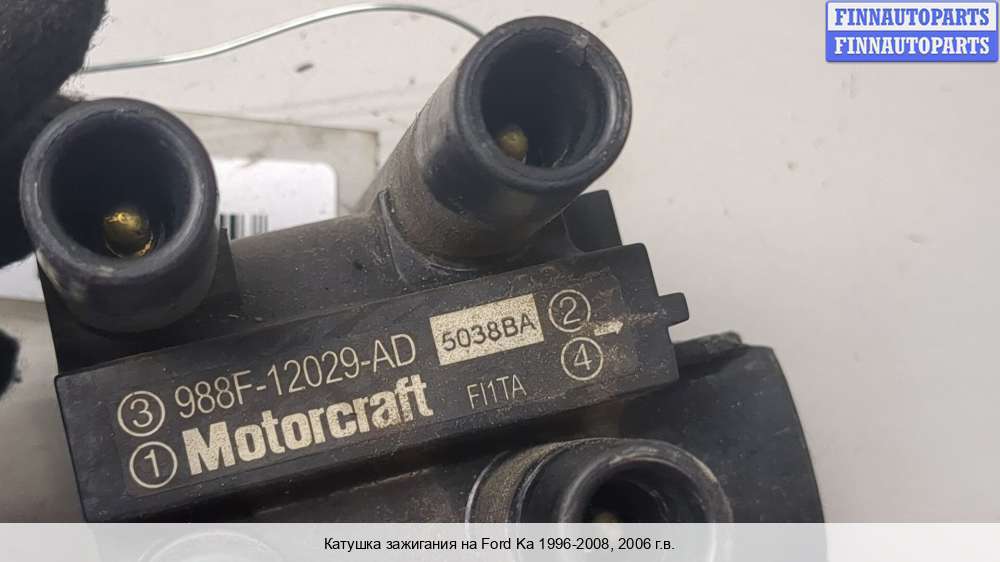 FINNAUTOPARTS
FINNAUTOPARTS
3 988F-12029-AD 5038BA 2
1 Motorcraft FI1TA 4
Катушка зажигания на Ford Ka 1996-2008, 2006 г.в.